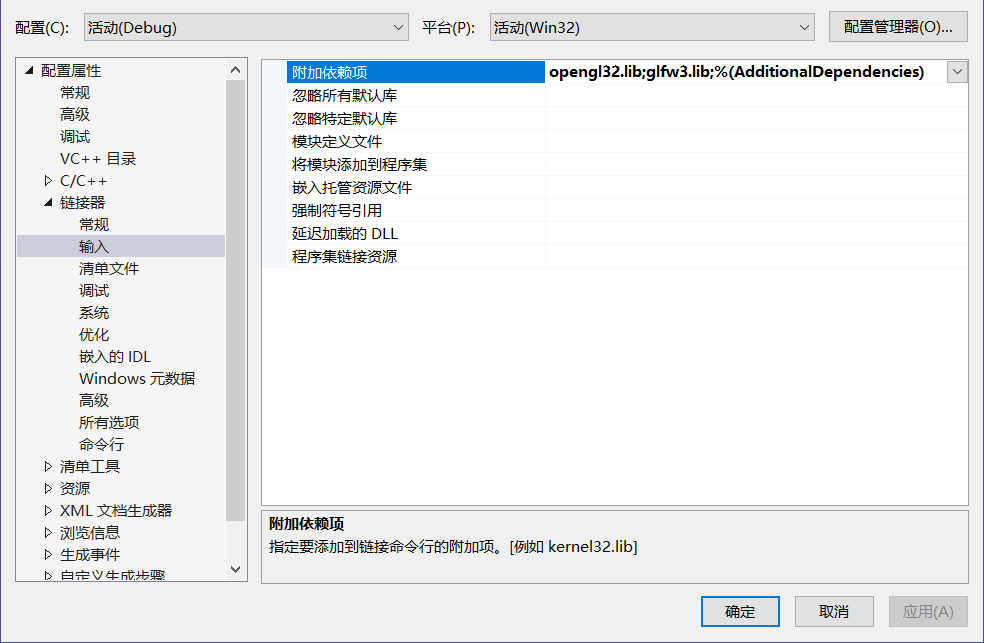 配置(C): 活动(Debug) 平台(P): 活动(Win32) 配置管理器(O)...
配置属性
常规
高级
调试
VC++ 目录
C/C++
链接器
常规
输入
清单文件
调试
系统
优化
嵌入的 IDL
Windows 元数据
高级
所有选项
命令行
清单工具
资源
XML 文档生成器
浏览信息
生成事件
自定义生成步骤
附加依赖项 opengl32.lib;glfw3.lib;%(AdditionalDependencies)
忽略所有默认库
忽略特定默认库
模块定义文件
将模块添加到程序集
嵌入托管资源文件
强制符号引用
延迟加载的 DLL
程序集链接资源
附加依赖项
指定要添加到链接命令行的附加项。[例如 kernel32.lib]
确定 取消 应用(A)